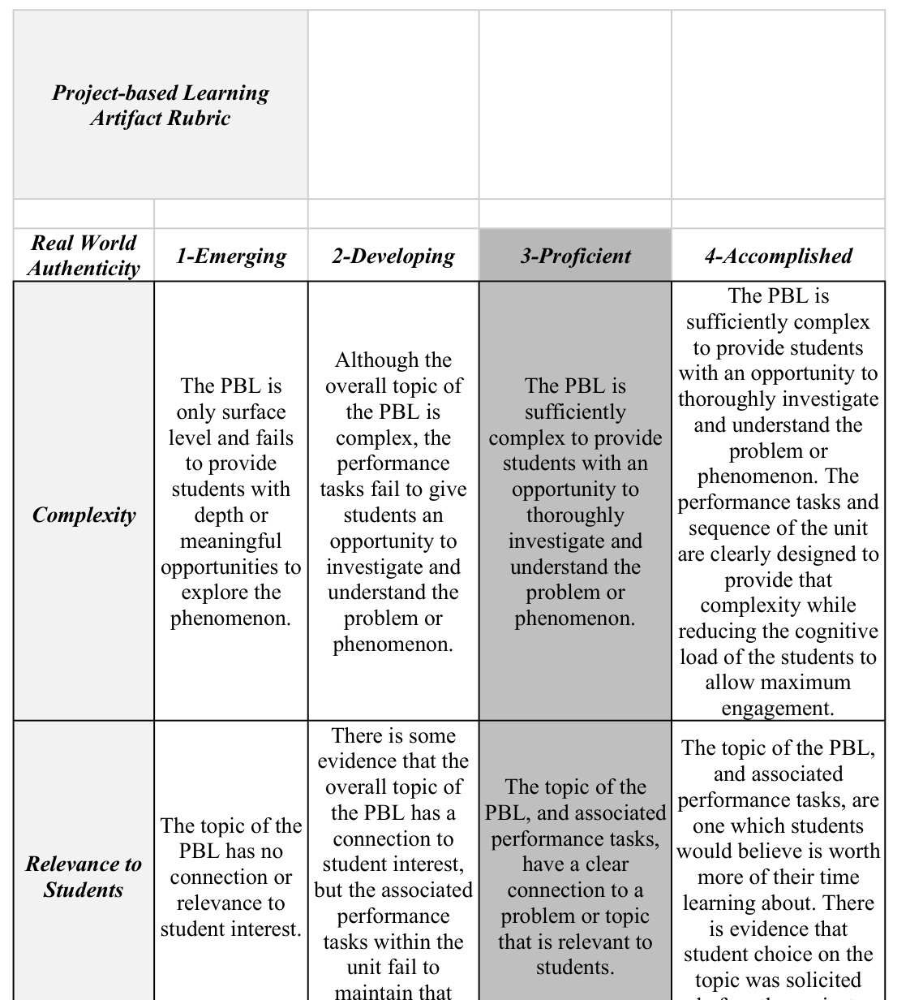 Project-based Learning
Artifact Rubric
Real World
Authenticity
1-Emerging
2-Developing
3-Proficient
4-Accomplished
Complexity
The PBL is
only surface
level and fails
to provide
students with
depth or
meaningful
opportunities to
explore the
phenomenon.
Although the
overall topic of
the PBL is
complex, the
performance
tasks fail to give
students an
opportunity to
investigate and
understand the
problem or
phenomenon.
The PBL is
sufficiently
complex to provide
students with an
opportunity to
thoroughly
investigate and
understand the
problem or
phenomenon.
The PBL is
sufficiently complex
to provide students
with an opportunity to
thoroughly investigate
and understand the
problem or
phenomenon. The
performance tasks and
sequence of the unit
are clearly designed to
provide that
complexity while
reducing the cognitive
load of the students to
allow maximum
engagement.
Relevance to
Students
The topic of the
PBL has no
connection or
relevance to
student interest.
There is some
evidence that the
overall topic of
the PBL has a
connection to
student interest,
but the associated
performance
tasks within the
unit fail to
maintain that
The topic of the
PBL, and associated
performance tasks,
have a clear
connection to a
problem or topic
that is relevant to
students.
The topic of the PBL,
and associated
performance tasks, are
one which students
would believe is worth
more of their time
learning about. There
is evidence that
student choice on the
topic was solicited